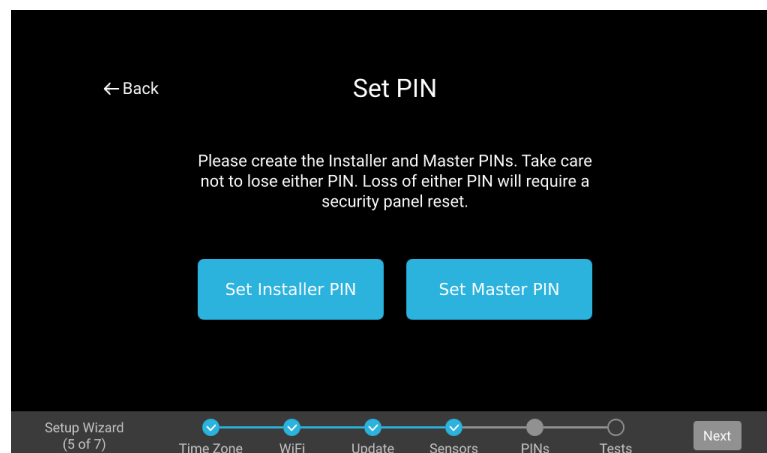 Back
Set PIN
Please create the Installer and Master PINs. Take care
not to lose either PIN. Loss of either PIN will require a
security panel reset.
Set Installer PIN
Set Master PIN
Setup Wizard
(5 of 7)
Time Zone
WiFi
Update
Sensors
PINs
Tests
Next